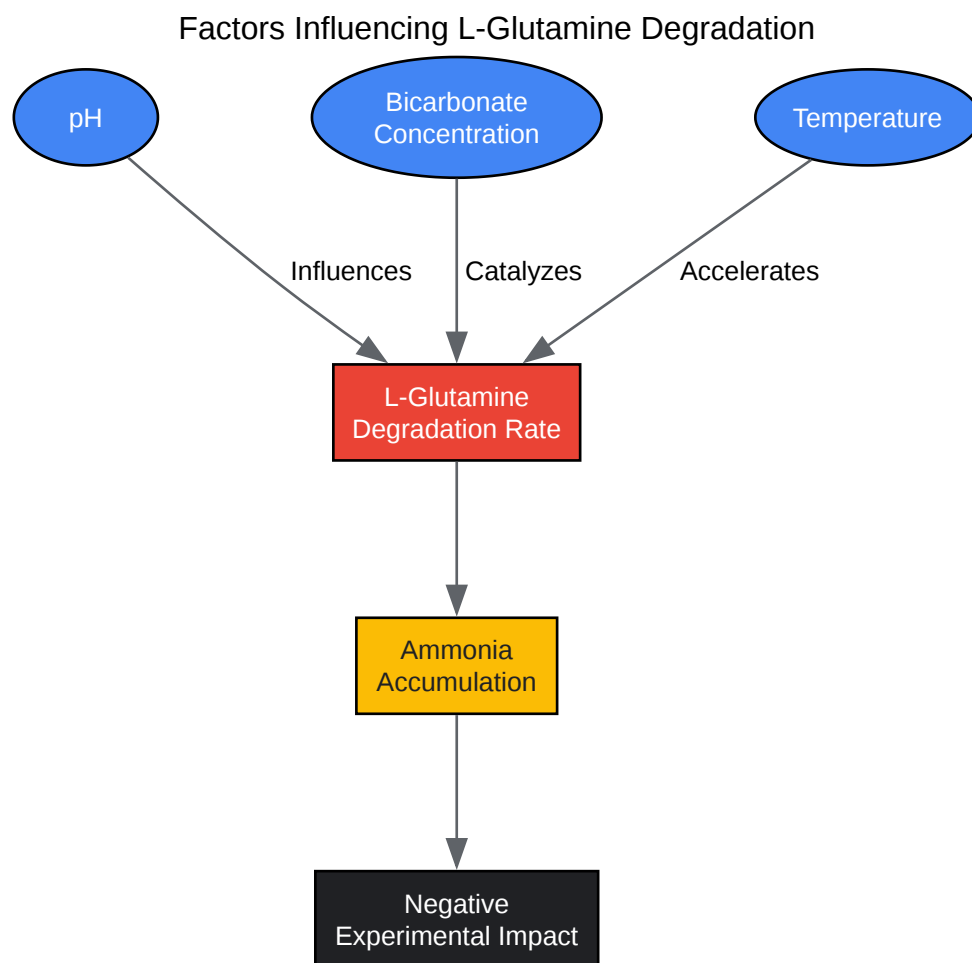 Factors Influencing L-Glutamine Degradation
pH
Bicarbonate
Concentration
Temperature
Influences
Catalyzes
Accelerates
L-Glutamine
Degradation Rate
Ammonia
Accumulation
Negative
Experimental Impact